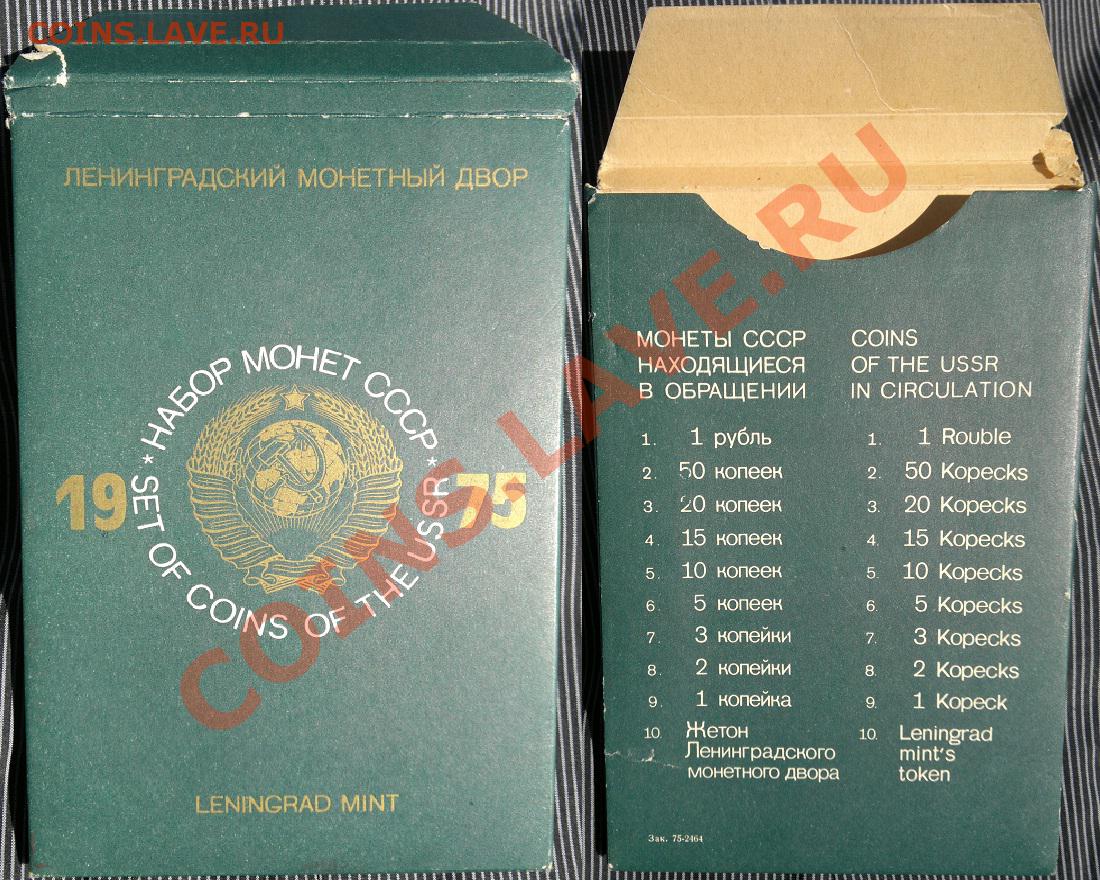 COINS.LAVE.RU
ЛЕНИНГРАДСКИЙ МОНЕТНЫЙ ДВОР
* НАБОР МОНЕТ СССР *
19 75
SET OF COINS OF THE USSR
LENINGRAD MINT
COINS.LAVE.RU
МОНЕТЫ СССР
НАХОДЯЩИЕСЯ
В ОБРАЩЕНИИ
1. 1 рубль
2. 50 копеек
3. 20 копеек
4. 15 копеек
5. 10 копеек
6. 5 копеек
7. 3 копейки
8. 2 копейки
9. 1 копейка
10. Жетон
Ленинградского
монетного двора
COINS
OF THE USSR
IN CIRCULATION
1. 1 Rouble
2. 50 Kopecks
3. 20 Kopecks
4. 15 Kopecks
5. 10 Kopecks
6. 5 Kopecks
7. 3 Kopecks
8. 2 Kopecks
9. 1 Kopeck
10. Leningrad
mint's
token
Зак. 75-2464